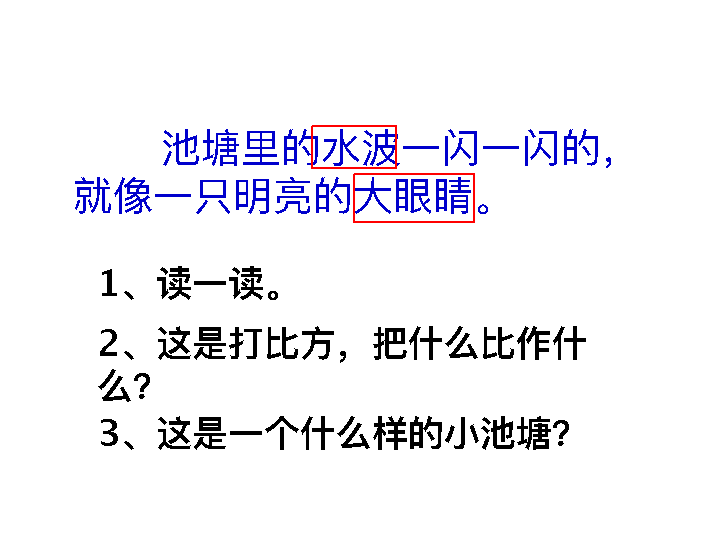 池塘里的水波一闪一闪的，
就像一只明亮的大眼睛。
1、读一读。
2、这是打比方，把什么比作什
么？
3、这是一个什么样的小池塘？